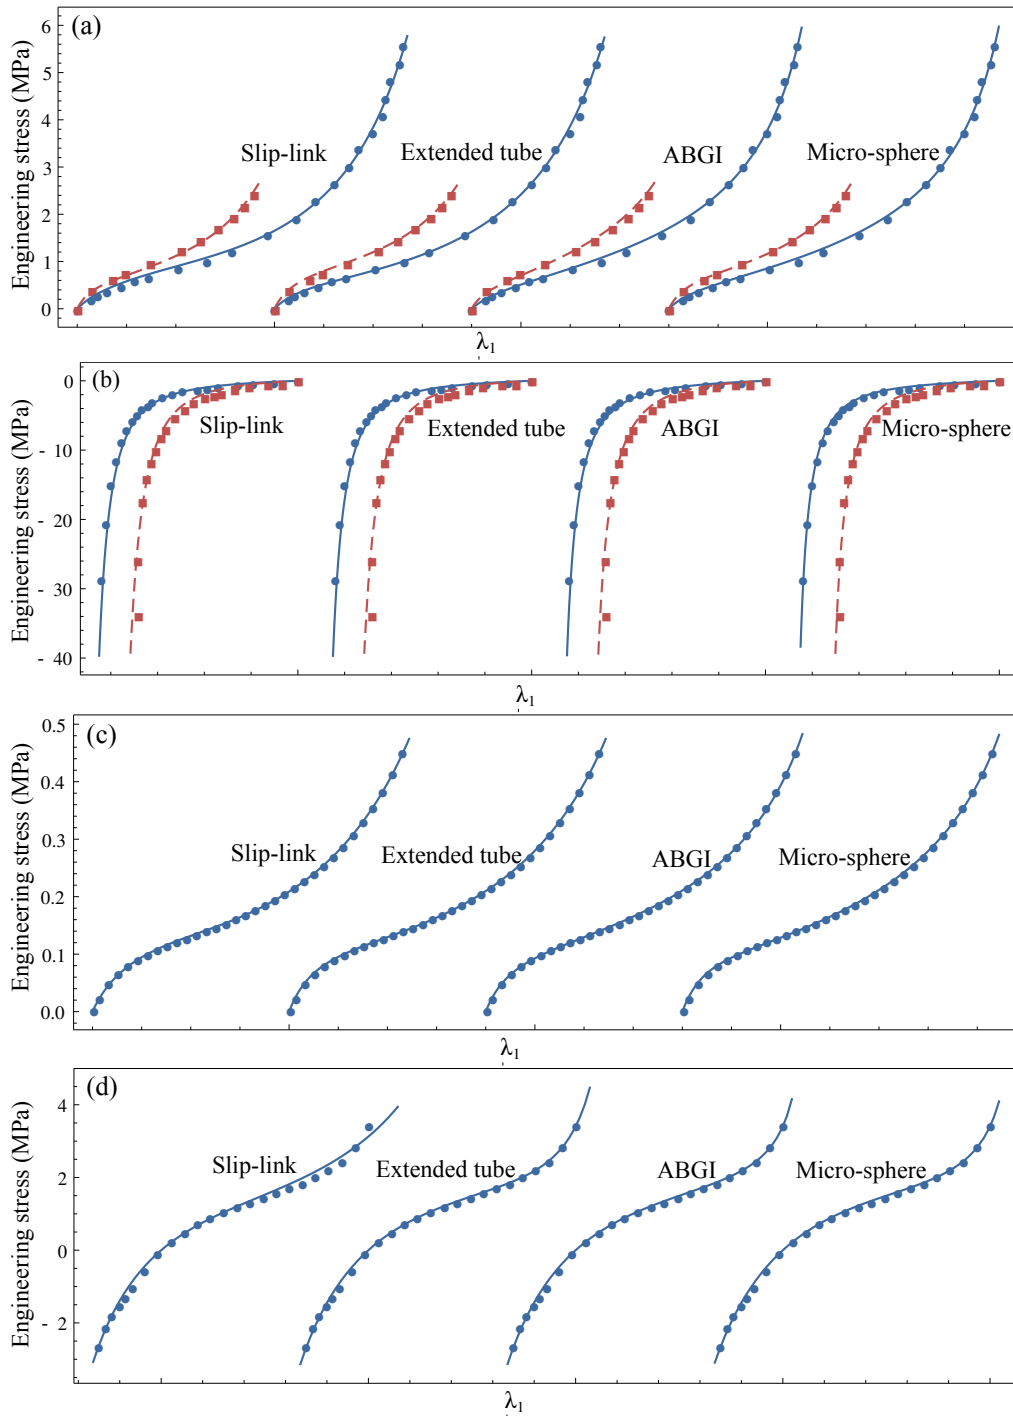 (a)
Engineering stress (MPa)
6
5
4
3
2
1
0
Slip-link
Extended tube
ABGI
Micro-sphere
λ1
(b)
Engineering stress (MPa)
0
- 10
- 20
- 30
- 40
Slip-link
Extended tube
ABGI
Micro-sphere
λ1
(c)
Engineering stress (MPa)
0.5
0.4
0.3
0.2
0.1
0.0
Slip-link
Extended tube
ABGI
Micro-sphere
λ1
(d)
Engineering stress (MPa)
4
2
0
- 2
Slip-link
Extended tube
ABGI
Micro-sphere
λ1